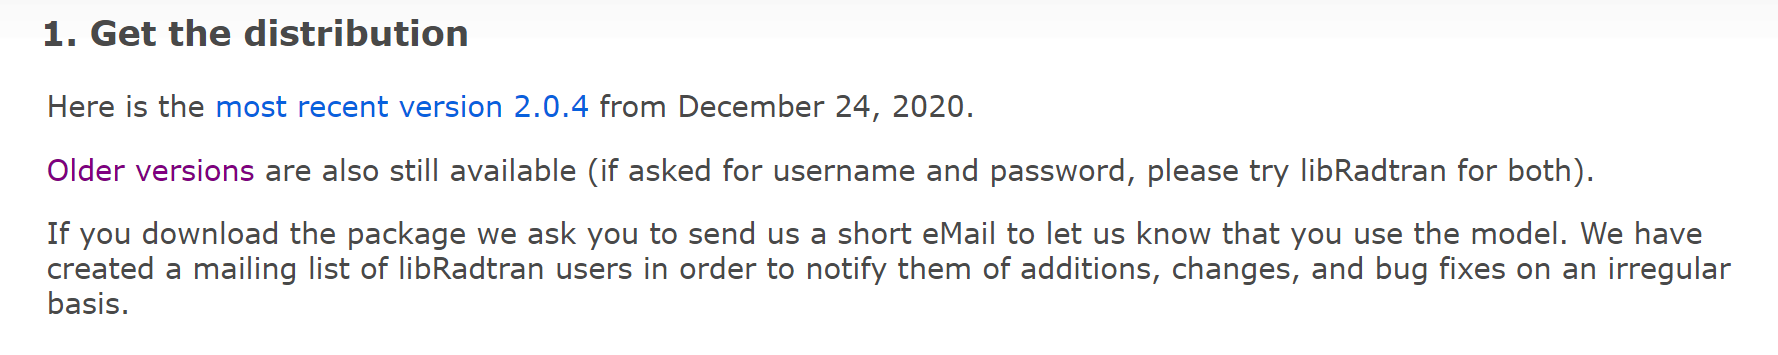 1. Get the distribution
Here is the most recent version 2.0.4 from December 24, 2020.
Older versions are also still available (if asked for username and password, please try libRadtran for both).
If you download the package we ask you to send us a short eMail to let us know that you use the model. We have
created a mailing list of libRadtran users in order to notify them of additions, changes, and bug fixes on an irregular
basis.